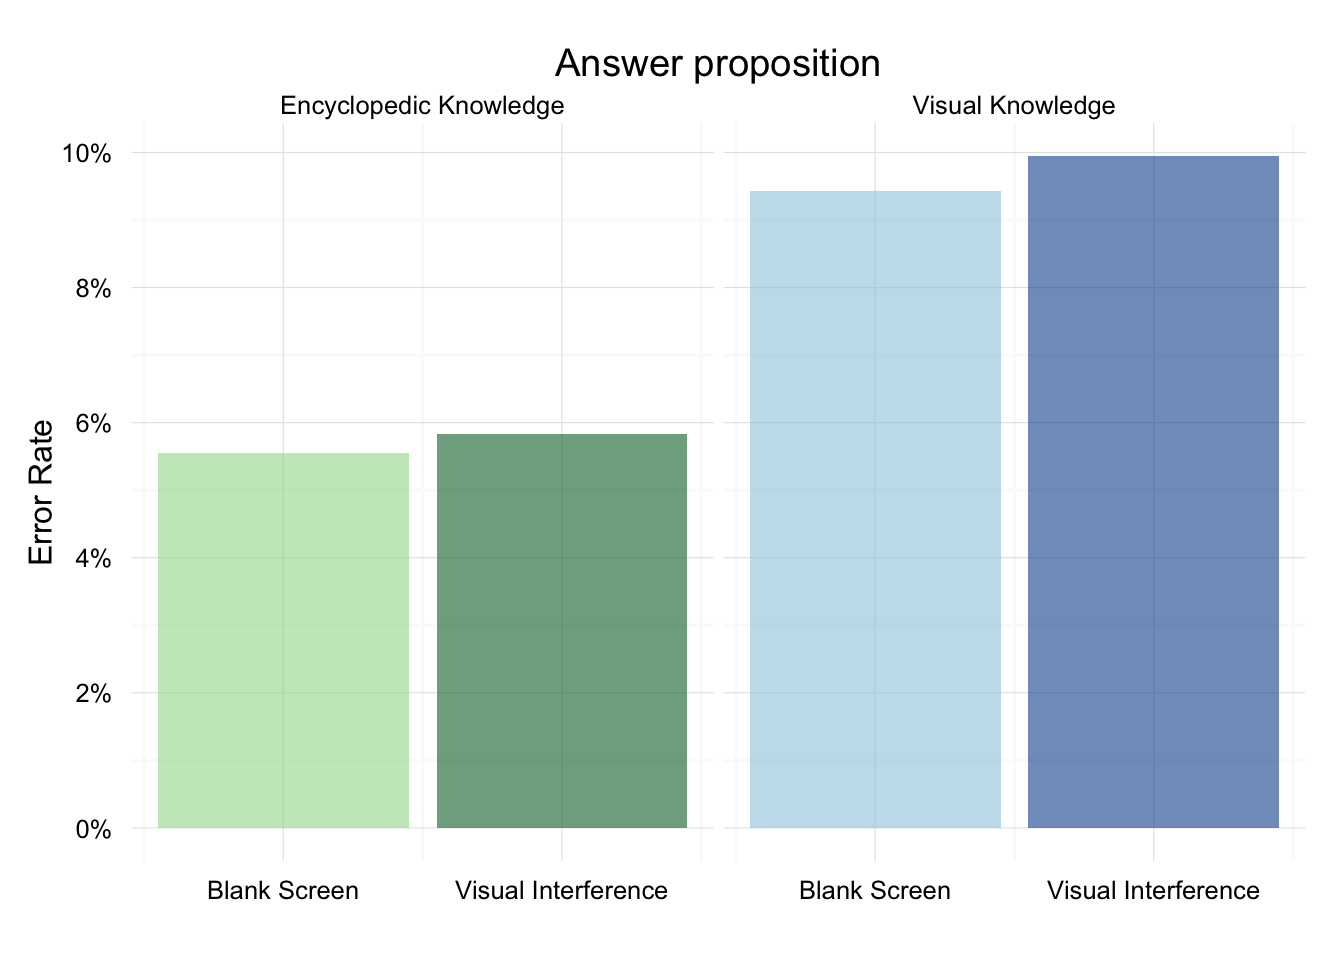 Answer proposition
Encyclopedic Knowledge
Visual Knowledge
10%
8%
6%
4%
2%
0%
Error Rate
Blank Screen
Visual Interference
Blank Screen
Visual Interference